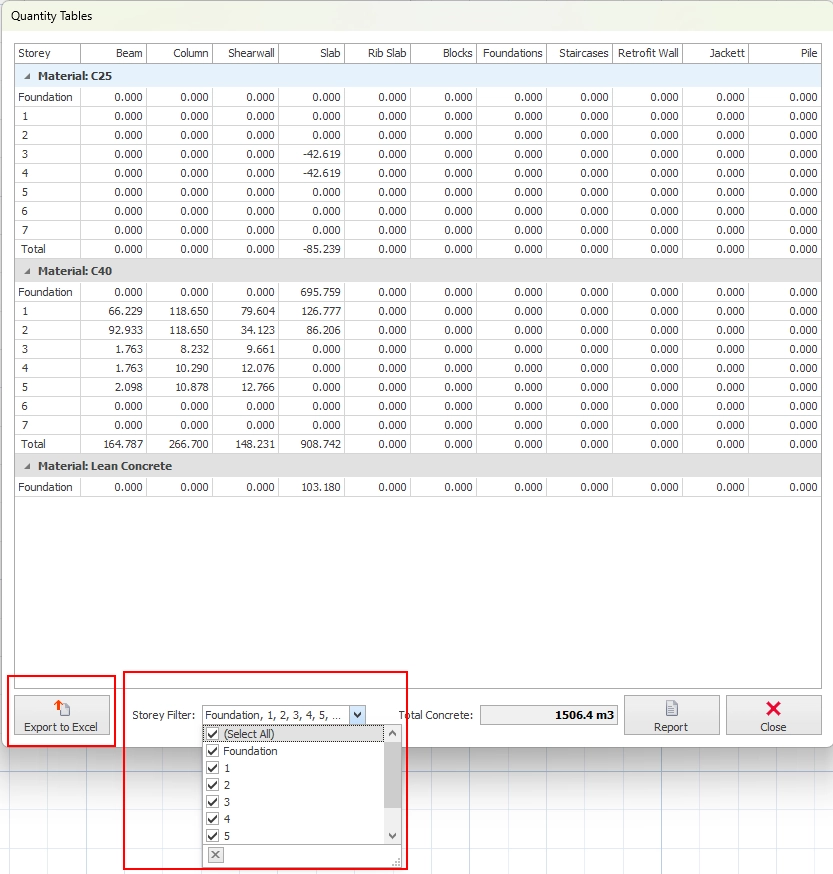 Quantity Tables
Storey Beam Column Shearwall Slab Rib Slab Blocks Foundations Staircases Retrofit Wall Jackett Pile
Material: C25
Foundation 0.000 0.000 0.000 0.000 0.000 0.000 0.000 0.000 0.000 0.000 0.000
1 0.000 0.000 0.000 0.000 0.000 0.000 0.000 0.000 0.000 0.000 0.000
2 0.000 0.000 0.000 0.000 0.000 0.000 0.000 0.000 0.000 0.000 0.000
3 0.000 0.000 0.000 -42.619 0.000 0.000 0.000 0.000 0.000 0.000 0.000
4 0.000 0.000 0.000 -42.619 0.000 0.000 0.000 0.000 0.000 0.000 0.000
5 0.000 0.000 0.000 0.000 0.000 0.000 0.000 0.000 0.000 0.000 0.000
6 0.000 0.000 0.000 0.000 0.000 0.000 0.000 0.000 0.000 0.000 0.000
7 0.000 0.000 0.000 0.000 0.000 0.000 0.000 0.000 0.000 0.000 0.000
Total 0.000 0.000 0.000 -85.239 0.000 0.000 0.000 0.000 0.000 0.000 0.000
Material: C40
Foundation 0.000 0.000 0.000 695.759 0.000 0.000 0.000 0.000 0.000 0.000 0.000
1 66.229 118.650 79.604 126.777 0.000 0.000 0.000 0.000 0.000 0.000 0.000
2 92.933 118.650 34.123 86.206 0.000 0.000 0.000 0.000 0.000 0.000 0.000
3 1.763 8.232 9.661 0.000 0.000 0.000 0.000 0.000 0.000 0.000 0.000
4 1.763 10.290 12.076 0.000 0.000 0.000 0.000 0.000 0.000 0.000 0.000
5 2.098 10.878 12.766 0.000 0.000 0.000 0.000 0.000 0.000 0.000 0.000
6 0.000 0.000 0.000 0.000 0.000 0.000 0.000 0.000 0.000 0.000 0.000
7 0.000 0.000 0.000 0.000 0.000 0.000 0.000 0.000 0.000 0.000 0.000
Total 164.787 266.700 148.231 908.742 0.000 0.000 0.000 0.000 0.000 0.000 0.000
Material: Lean Concrete
Foundation 0.000 0.000 0.000 103.180 0.000 0.000 0.000 0.000 0.000 0.000 0.000
Export to Excel
Storey Filter: Foundation, 1, 2, 3, 4, 5, ...
Total Concrete: 1506.4 m3
Report
Close
(Select All)
Foundation
1
2
3
4
5